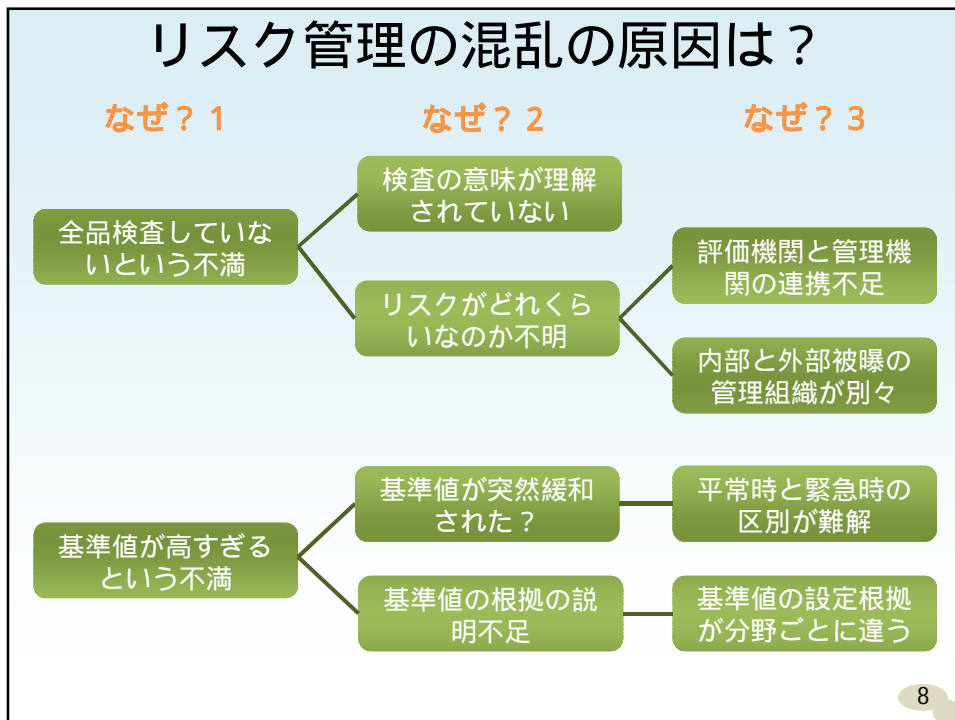 リスク管理の混乱の原因は？
なぜ？１
なぜ？２
なぜ？３
全品検査していな
いという不満
検査の意味が理解
されていない
リスクがどれくら
いなのか不明
評価機関と管理機
関の連携不足
内部と外部被曝の
管理組織が別々
基準値が高すぎる
という不満
基準値が突然緩和
された？
平常時と緊急時の
区別が難解
基準値の根拠の説
明不足
基準値の設定根拠
が分野ごとに違う
8